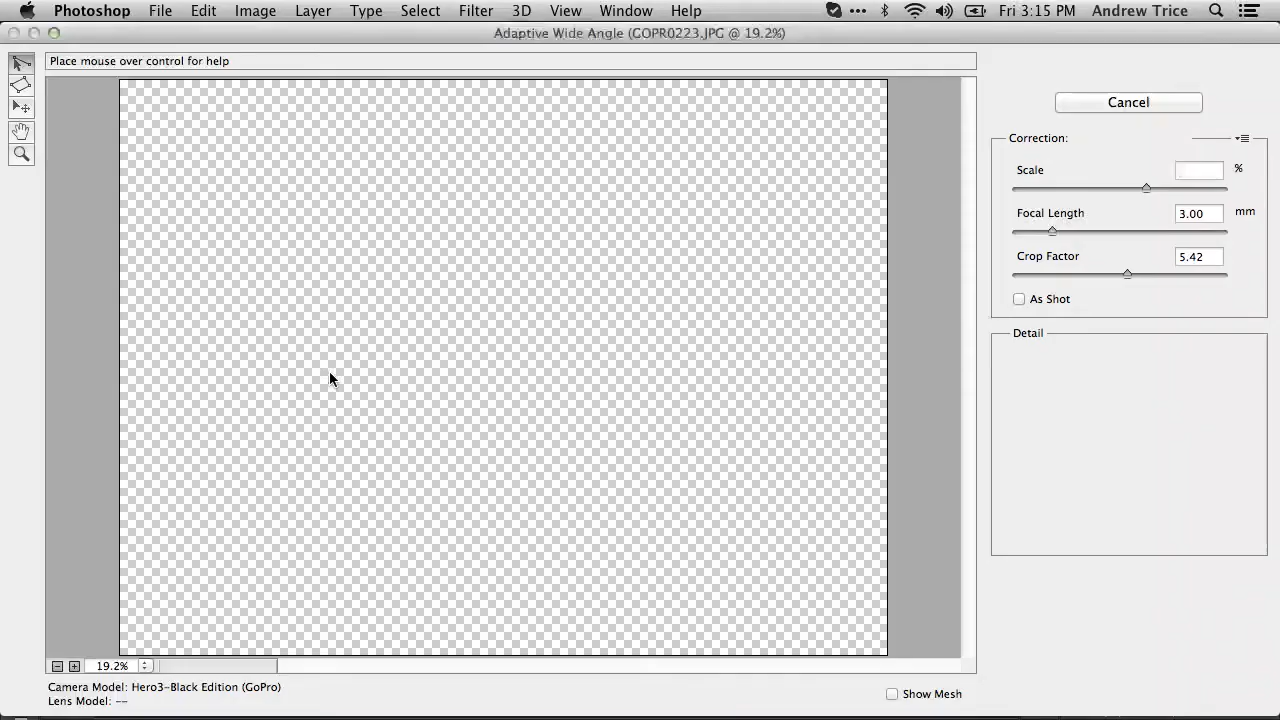 Photoshop File Edit Image Layer Type Select Filter 3D View Window Help Fri 3:15 PM Andrew Trice
Adaptive Wide Angle (GOPR0223.JPG @ 19.2%)
Place mouse over control for help
Cancel
Correction:
Scale %
Focal Length 3.00 mm
Crop Factor 5.42
As Shot
Detail
19.2%
Camera Model: Hero3-Black Edition (GoPro)
Lens Model: --
Show Mesh